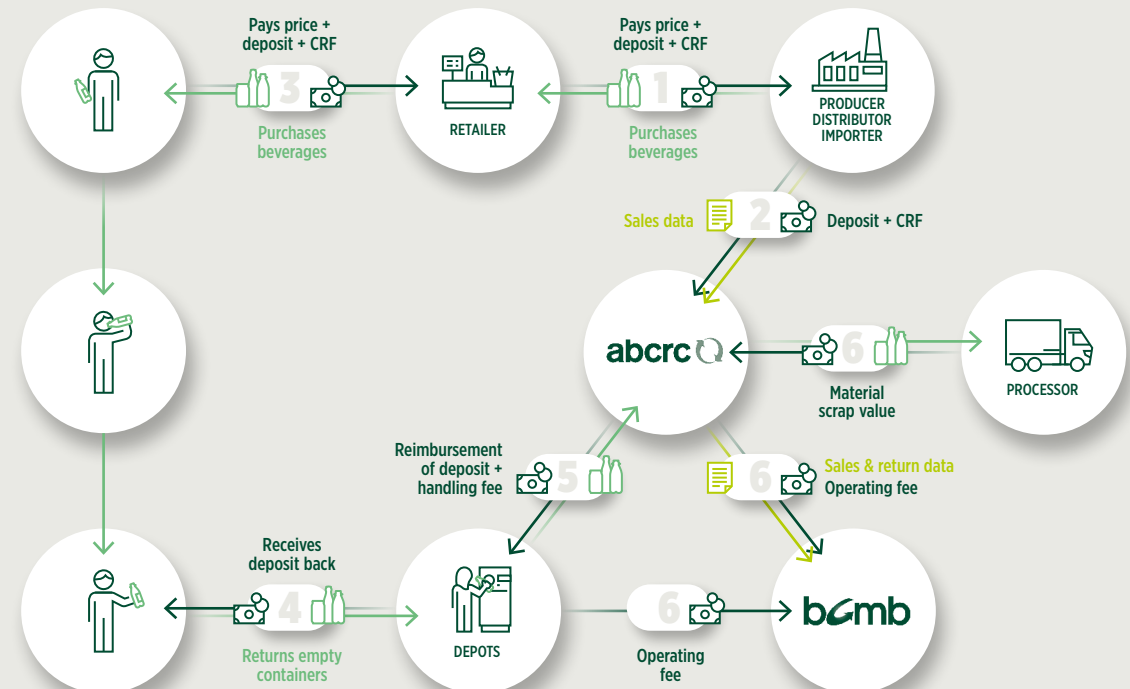 Pays price +
deposit + CRF
3
Purchases
beverages
RETAILER
Pays price +
deposit + CRF
1
Purchases
beverages
PRODUCER
DISTRIBUTOR
IMPORTER
Sales data
2
Deposit + CRF
abcrc
6
Material
scrap value
PROCESSOR
Reimbursement
of deposit +
handling fee
5
6
Sales & return data
Operating fee
Receives
deposit back
4
Returns empty
containers
DEPOTS
6
Operating
fee
bcmb